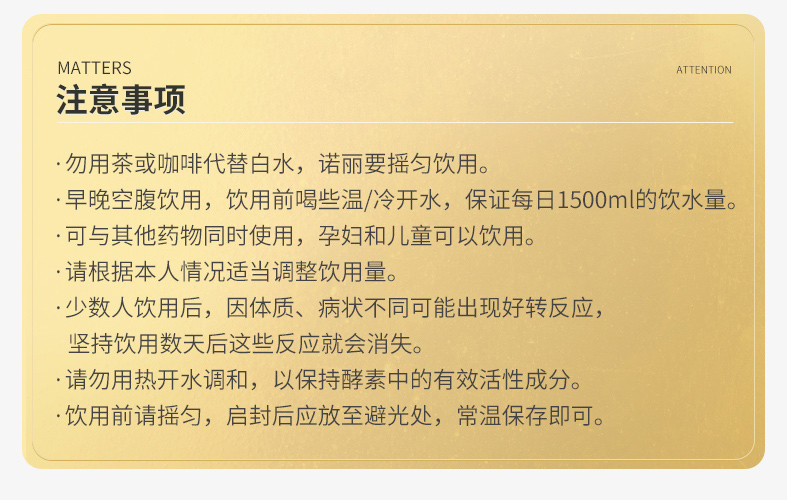 MATTERS
ATTENTION
注意事项
·勿用茶或咖啡代替白水，诺丽要摇匀饮用。
·早晚空腹饮用，饮用前喝些温/冷开水，保证每日1500ml的饮水量。
·可与其他药物同时使用，孕妇和儿童可以饮用。
·请根据本人情况适当调整饮用量。
·少数人饮用后，因体质、病状不同可能出现好转反应，
坚持饮用数天后这些反应就会消失。
·请勿用热开水调和，以保持酵素中的有效活性成分。
·饮用前请摇匀，启封后应放至避光处，常温保存即可。